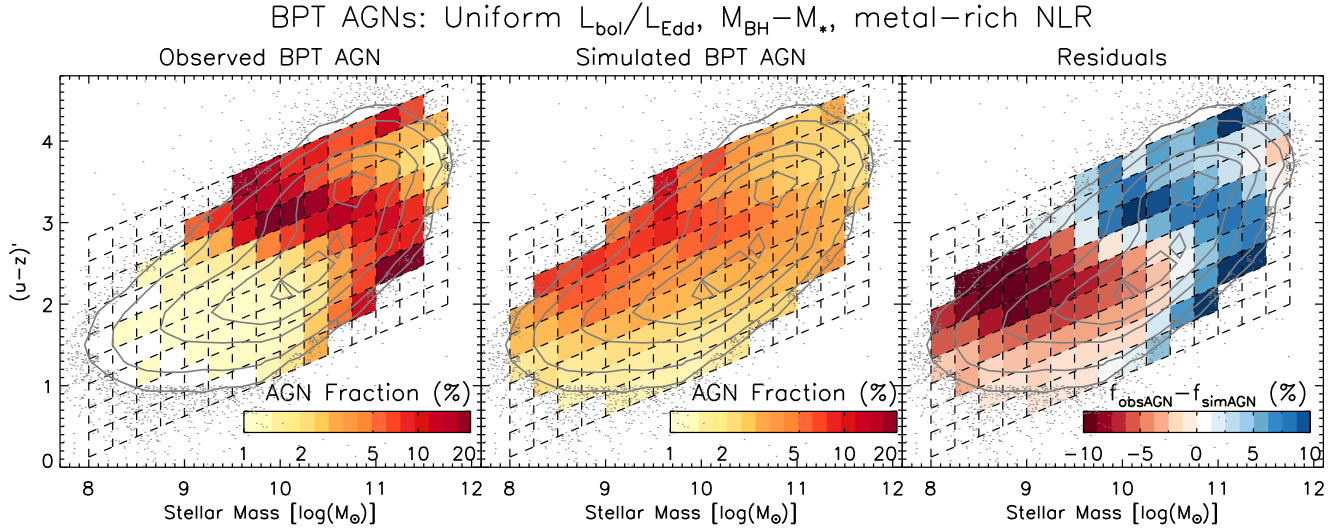 BPT AGNs: Uniform L_bol/L_Edd, M_BH−M_*, metal−rich NLR
Observed BPT AGN
Simulated BPT AGN
Residuals
(u−z)'
4
3
2
1
0
AGN Fraction (%)
1 2 5 10 20
AGN Fraction (%)
1 2 5 10 20
f_obsAGN−f_simAGN (%)
−10 −5 0 5 10
8 9 10 11 12
8 9 10 11 12
8 9 10 11 12
Stellar Mass [log(M_⊙)]
Stellar Mass [log(M_⊙)]
Stellar Mass [log(M_⊙)]